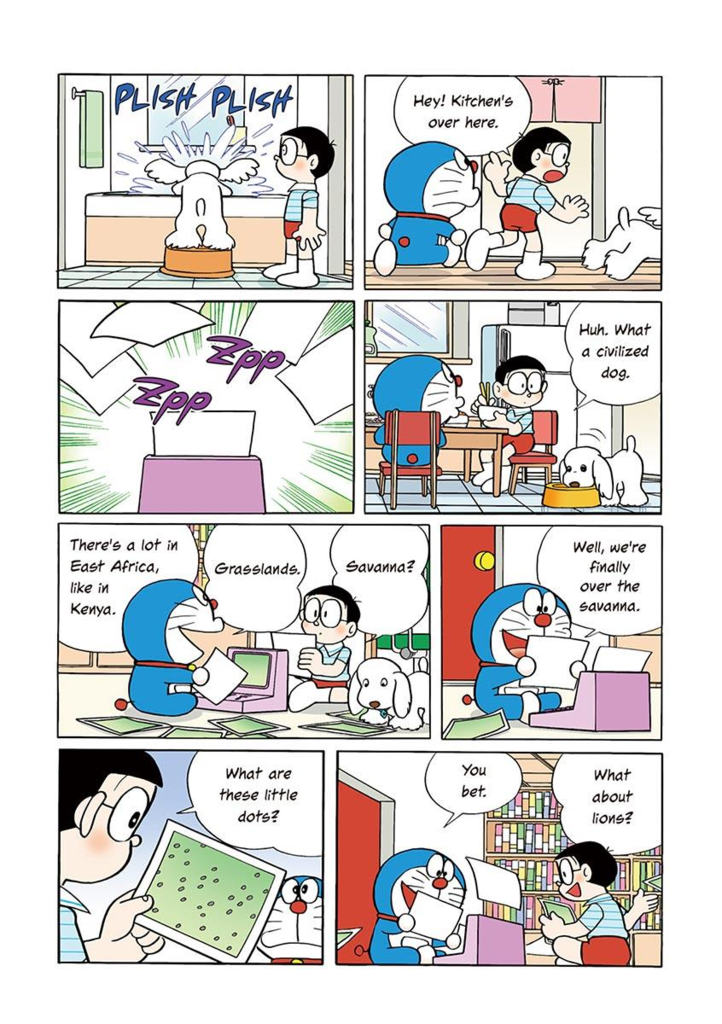 Hey! Kitchen's
over here.
PLISH PLISH
Huh. What
a civilized
dog.
Zpp
Zpp
Well, we're
finally
over the
savanna.
Savanna?
Grasslands.
There's a lot in
East Africa,
like in
Kenya.
What
about
lions?
You
bet.
What are
these little
dots?